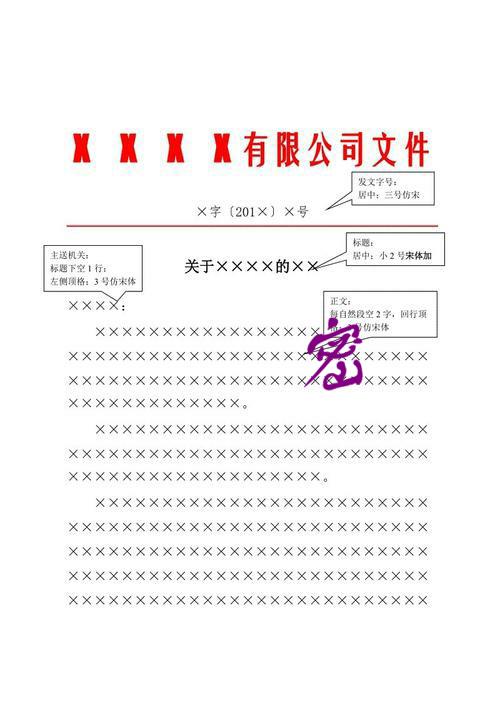 × × × ×有限公司文件
发文字号：
居中；三号仿宋
×字〔201×〕×号
标题：
居中；小2号宋体加
关于××××的××
主送机关：
标题下空1行；
左侧顶格；3号仿宋体
××××：
正文：
每自然段空2字，回行顶
号仿宋体
×××××××××××××××××
密
×××××××××××××××××××××××××××
×××××××××××××××××××××××××××
×××××××××××××。
×××××××××××××××××××××××××
×××××××××××××××××××××××××××
×××××××××××××××××××。
×××××××××××××××××××××××××
×××××××××××××××××××××××××××
×××××××××××××××××××××××××××
×××××××××××××××××××××××××××
×××××××××××××××××××××××××××